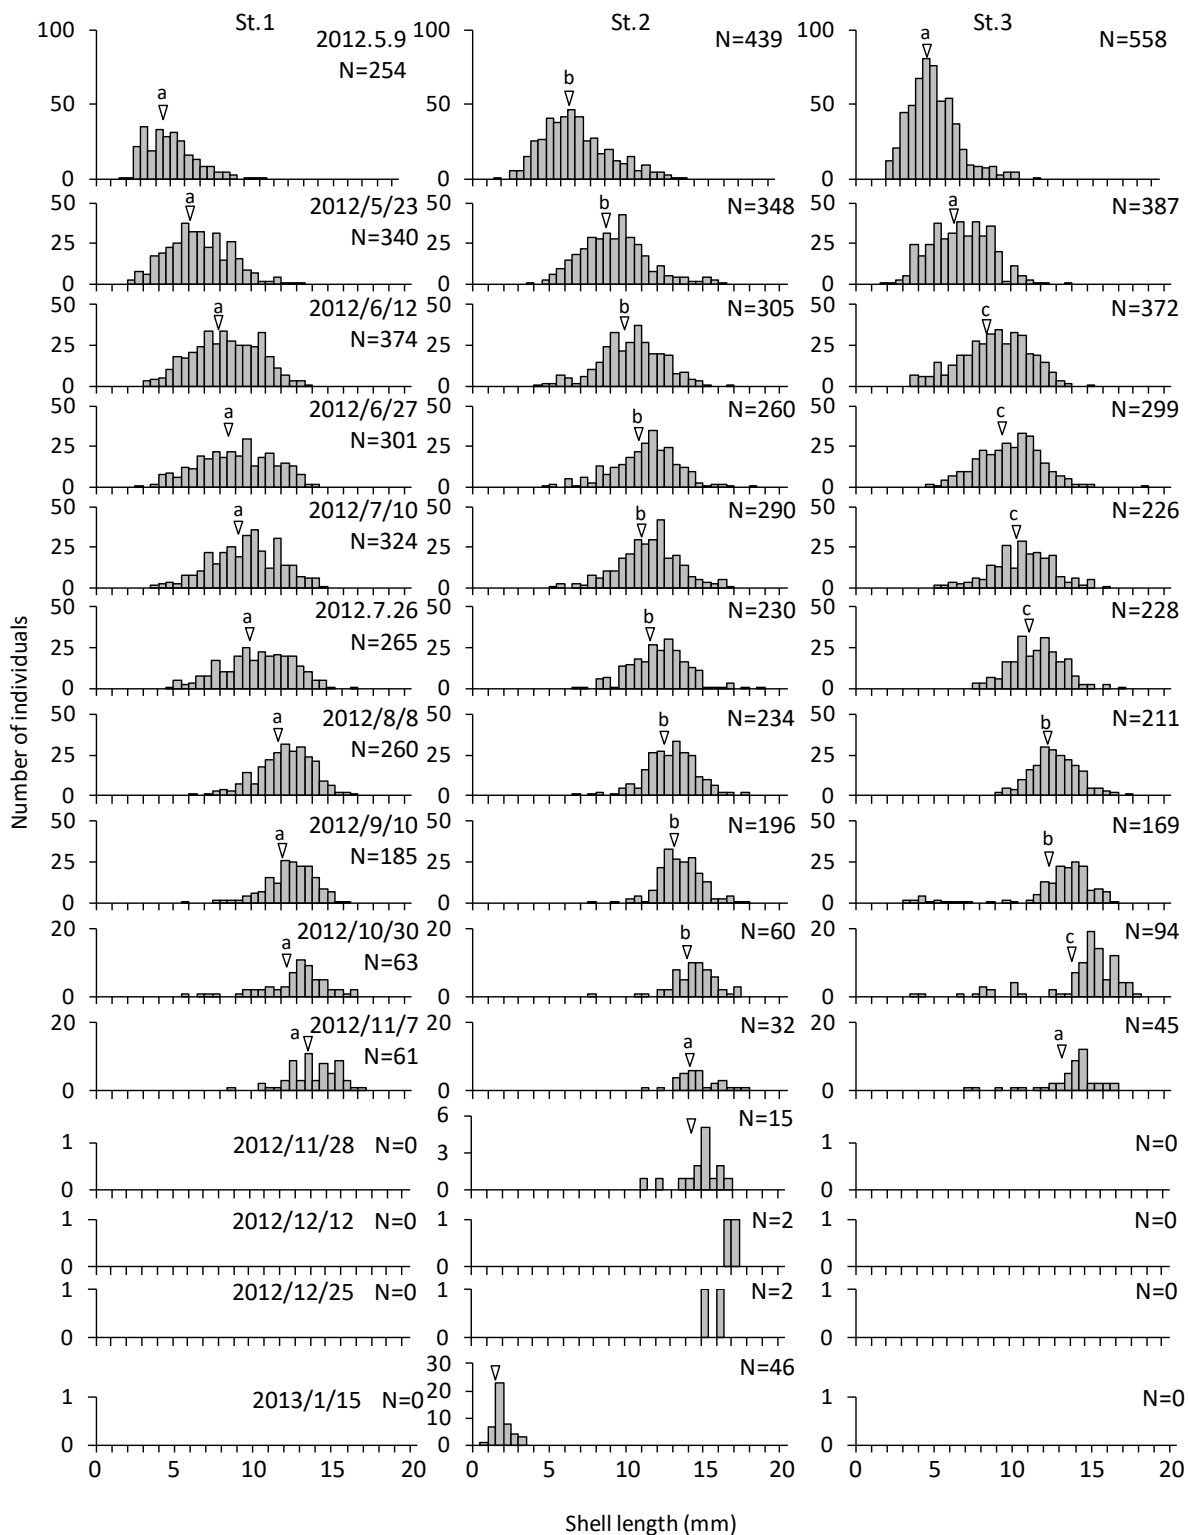 St.1 St.2 St.3
100 2012.5.9 100 N=439 100 a N=558
N=254
a b
50 50 50
0 0 0
50 a 2012/5/23 50 b N=348 50 a N=387
N=340
25 25 25
0 0 0
50 a 2012/6/12 50 b N=305 50 c N=372
N=374
25 25 25
0 0 0
50 a 2012/6/27 50 b N=260 50 c N=299
N=301
25 25 25
0 0 0
50 a 2012/7/10 50 b N=290 50 c N=226
N=324
25 25 25
0 0 0
50 a 2012.7.26 50 b N=230 50 c N=228
N=265
25 25 25
0 0 0
50 a 2012/8/8 50 b N=234 50 b N=211
N=260
25 25 25
0 0 0
50 a 2012/9/10 50 b N=196 50 b N=169
N=185
25 25 25
0 0 0
20 a 2012/10/30 20 b N=60 20 c N=94
N=63
0 0 0
20 a 2012/11/7 20 a N=32 20 a N=45
N=61
0 0 0
6 N=15
1 2012/11/28 N=0 3 1 N=0
0 0 0
1 2012/12/12 N=0 1 N=2 1 N=0
0 0 0
1 2012/12/25 N=0 1 N=2 1 N=0
0 0 0
30 N=46
1 2013/1/15 N=0 20 1 N=0
10
0 0 0
0 5 10 15 20 0 5 10 15 20 0 5 10 15 20
Shell length (mm)
Number of individuals